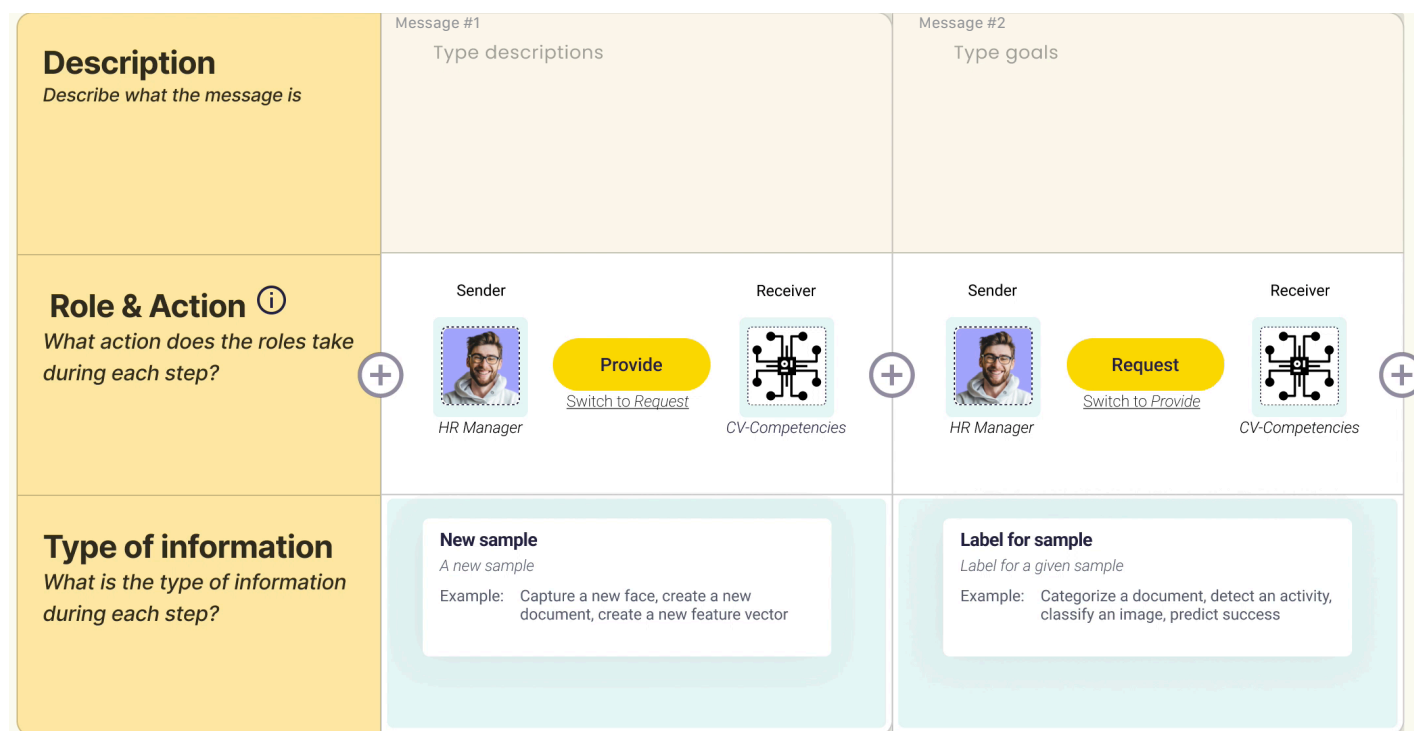 Message #1
Message #2
Description
Describe what the message is
Type descriptions
Type goals
Role & Action
What action does the roles take
during each step?
Sender
Receiver
Provide
Switch to Request
HR Manager
CV-Competencies
Sender
Receiver
Request
Switch to Provide
HR Manager
CV-Competencies
Type of information
What is the type of information
during each step?
New sample
A new sample
Example: Capture a new face, create a new
document, create a new feature vector
Label for sample
Label for a given sample
Example: Categorize a document, detect an activity,
classify an image, predict success